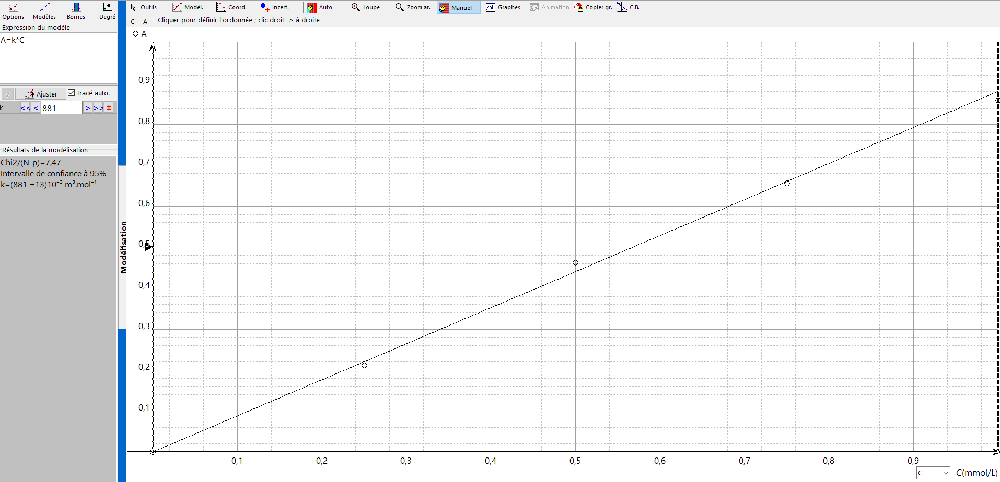 Options Modèles Bornes Degré
90
Outils Modèl. Coord. Incert. Auto Loupe Zoom ar. Manuel Graphes Animation Copier gr. C.B.
C A Cliquer pour définir l'ordonnée ; clic droit -> à droite
Expression du modèle
A=k*C
Ajuster Tracé auto.
k << < 881 > >> ±
Résultats de la modélisation
Chi2/(N-p)=7,47
Intervalle de confiance à 95%
k=(881 ±13)10⁻³ m³.mol⁻¹
Modélisation
A
0,9
0,8
0,7
0,6
0,5
0,4
0,3
0,2
0,1
0,1 0,2 0,3 0,4 0,5 0,6 0,7 0,8 0,9
C C(mmol/L)